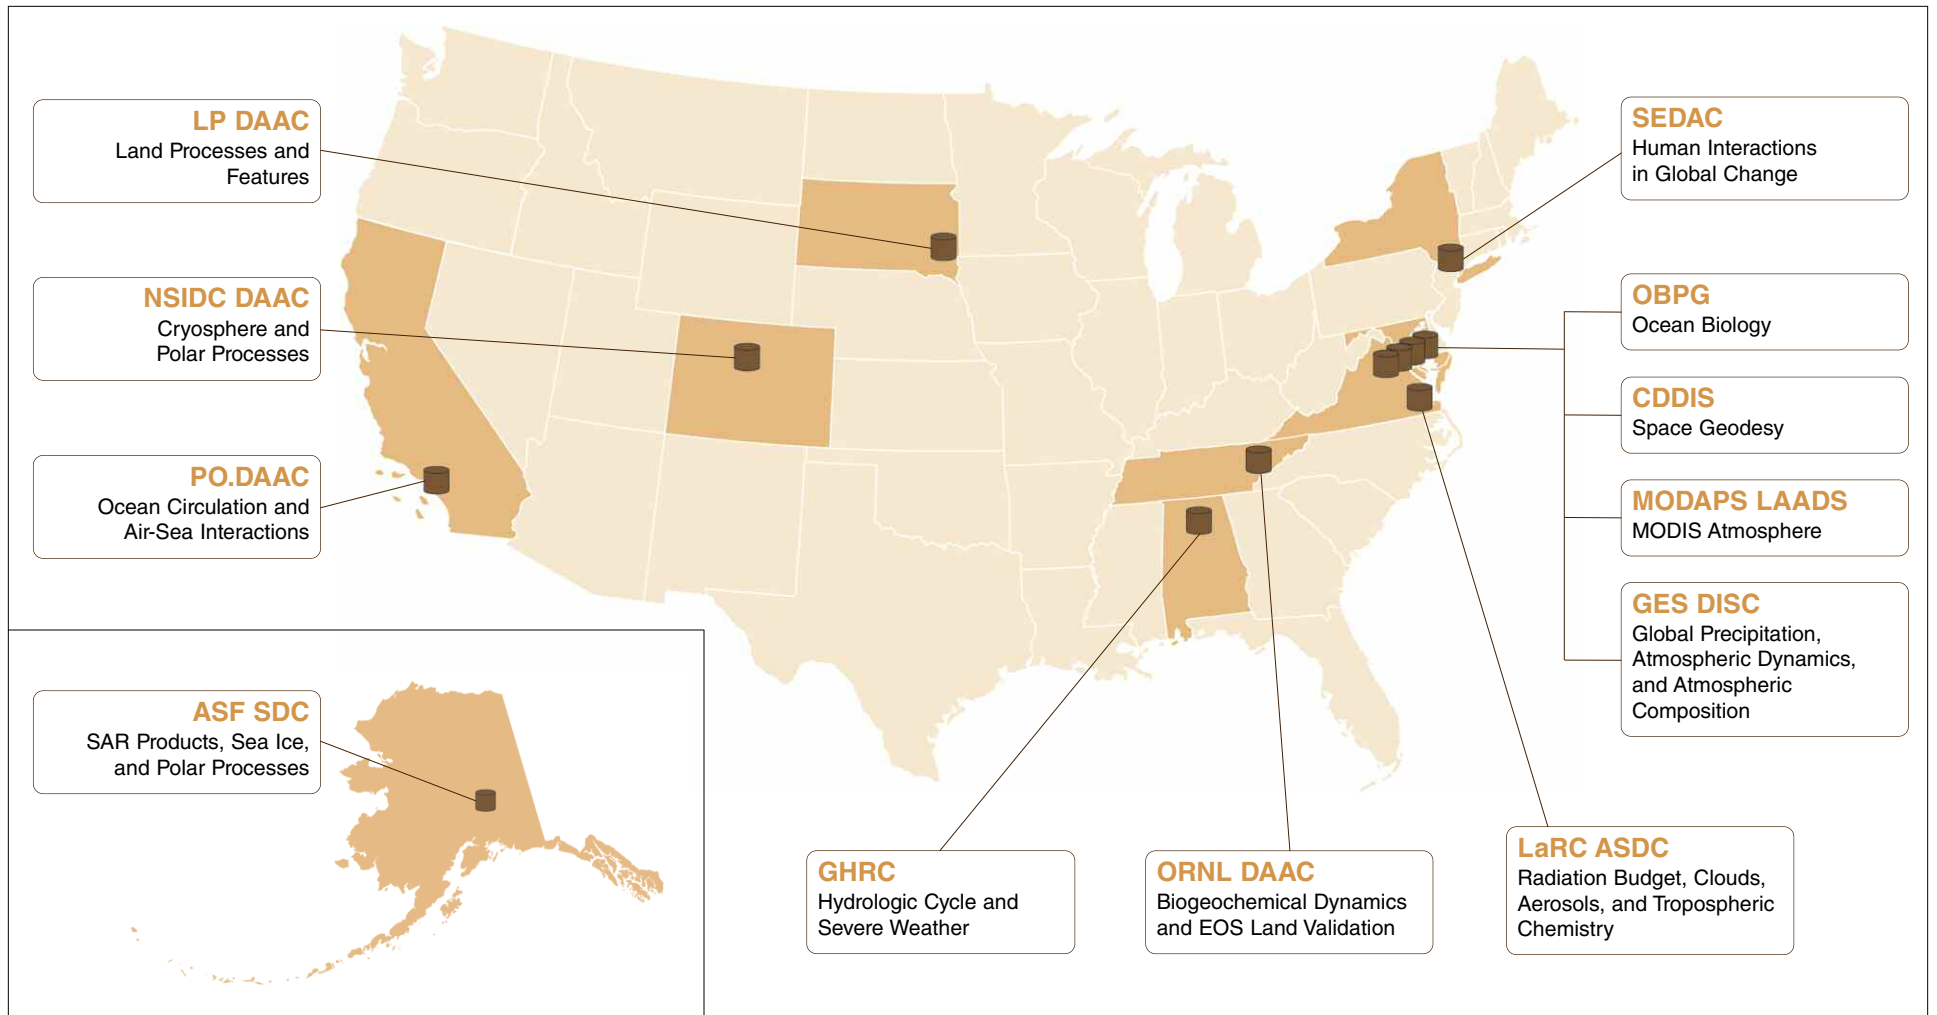 LP DAAC
Land Processes and
Features
NSIDC DAAC
Cryosphere and
Polar Processes
PO.DAAC
Ocean Circulation and
Air-Sea Interactions
ASF SDC
SAR Products, Sea Ice,
and Polar Processes
SEDAC
Human Interactions
in Global Change
OBPG
Ocean Biology
CDDIS
Space Geodesy
MODAPS LAADS
MODIS Atmosphere
GES DISC
Global Precipitation,
Atmospheric Dynamics,
and Atmospheric
Composition
GHRC
Hydrologic Cycle and
Severe Weather
ORNL DAAC
Biogeochemical Dynamics
and EOS Land Validation
LaRC ASDC
Radiation Budget, Clouds,
Aerosols, and Tropospheric
Chemistry